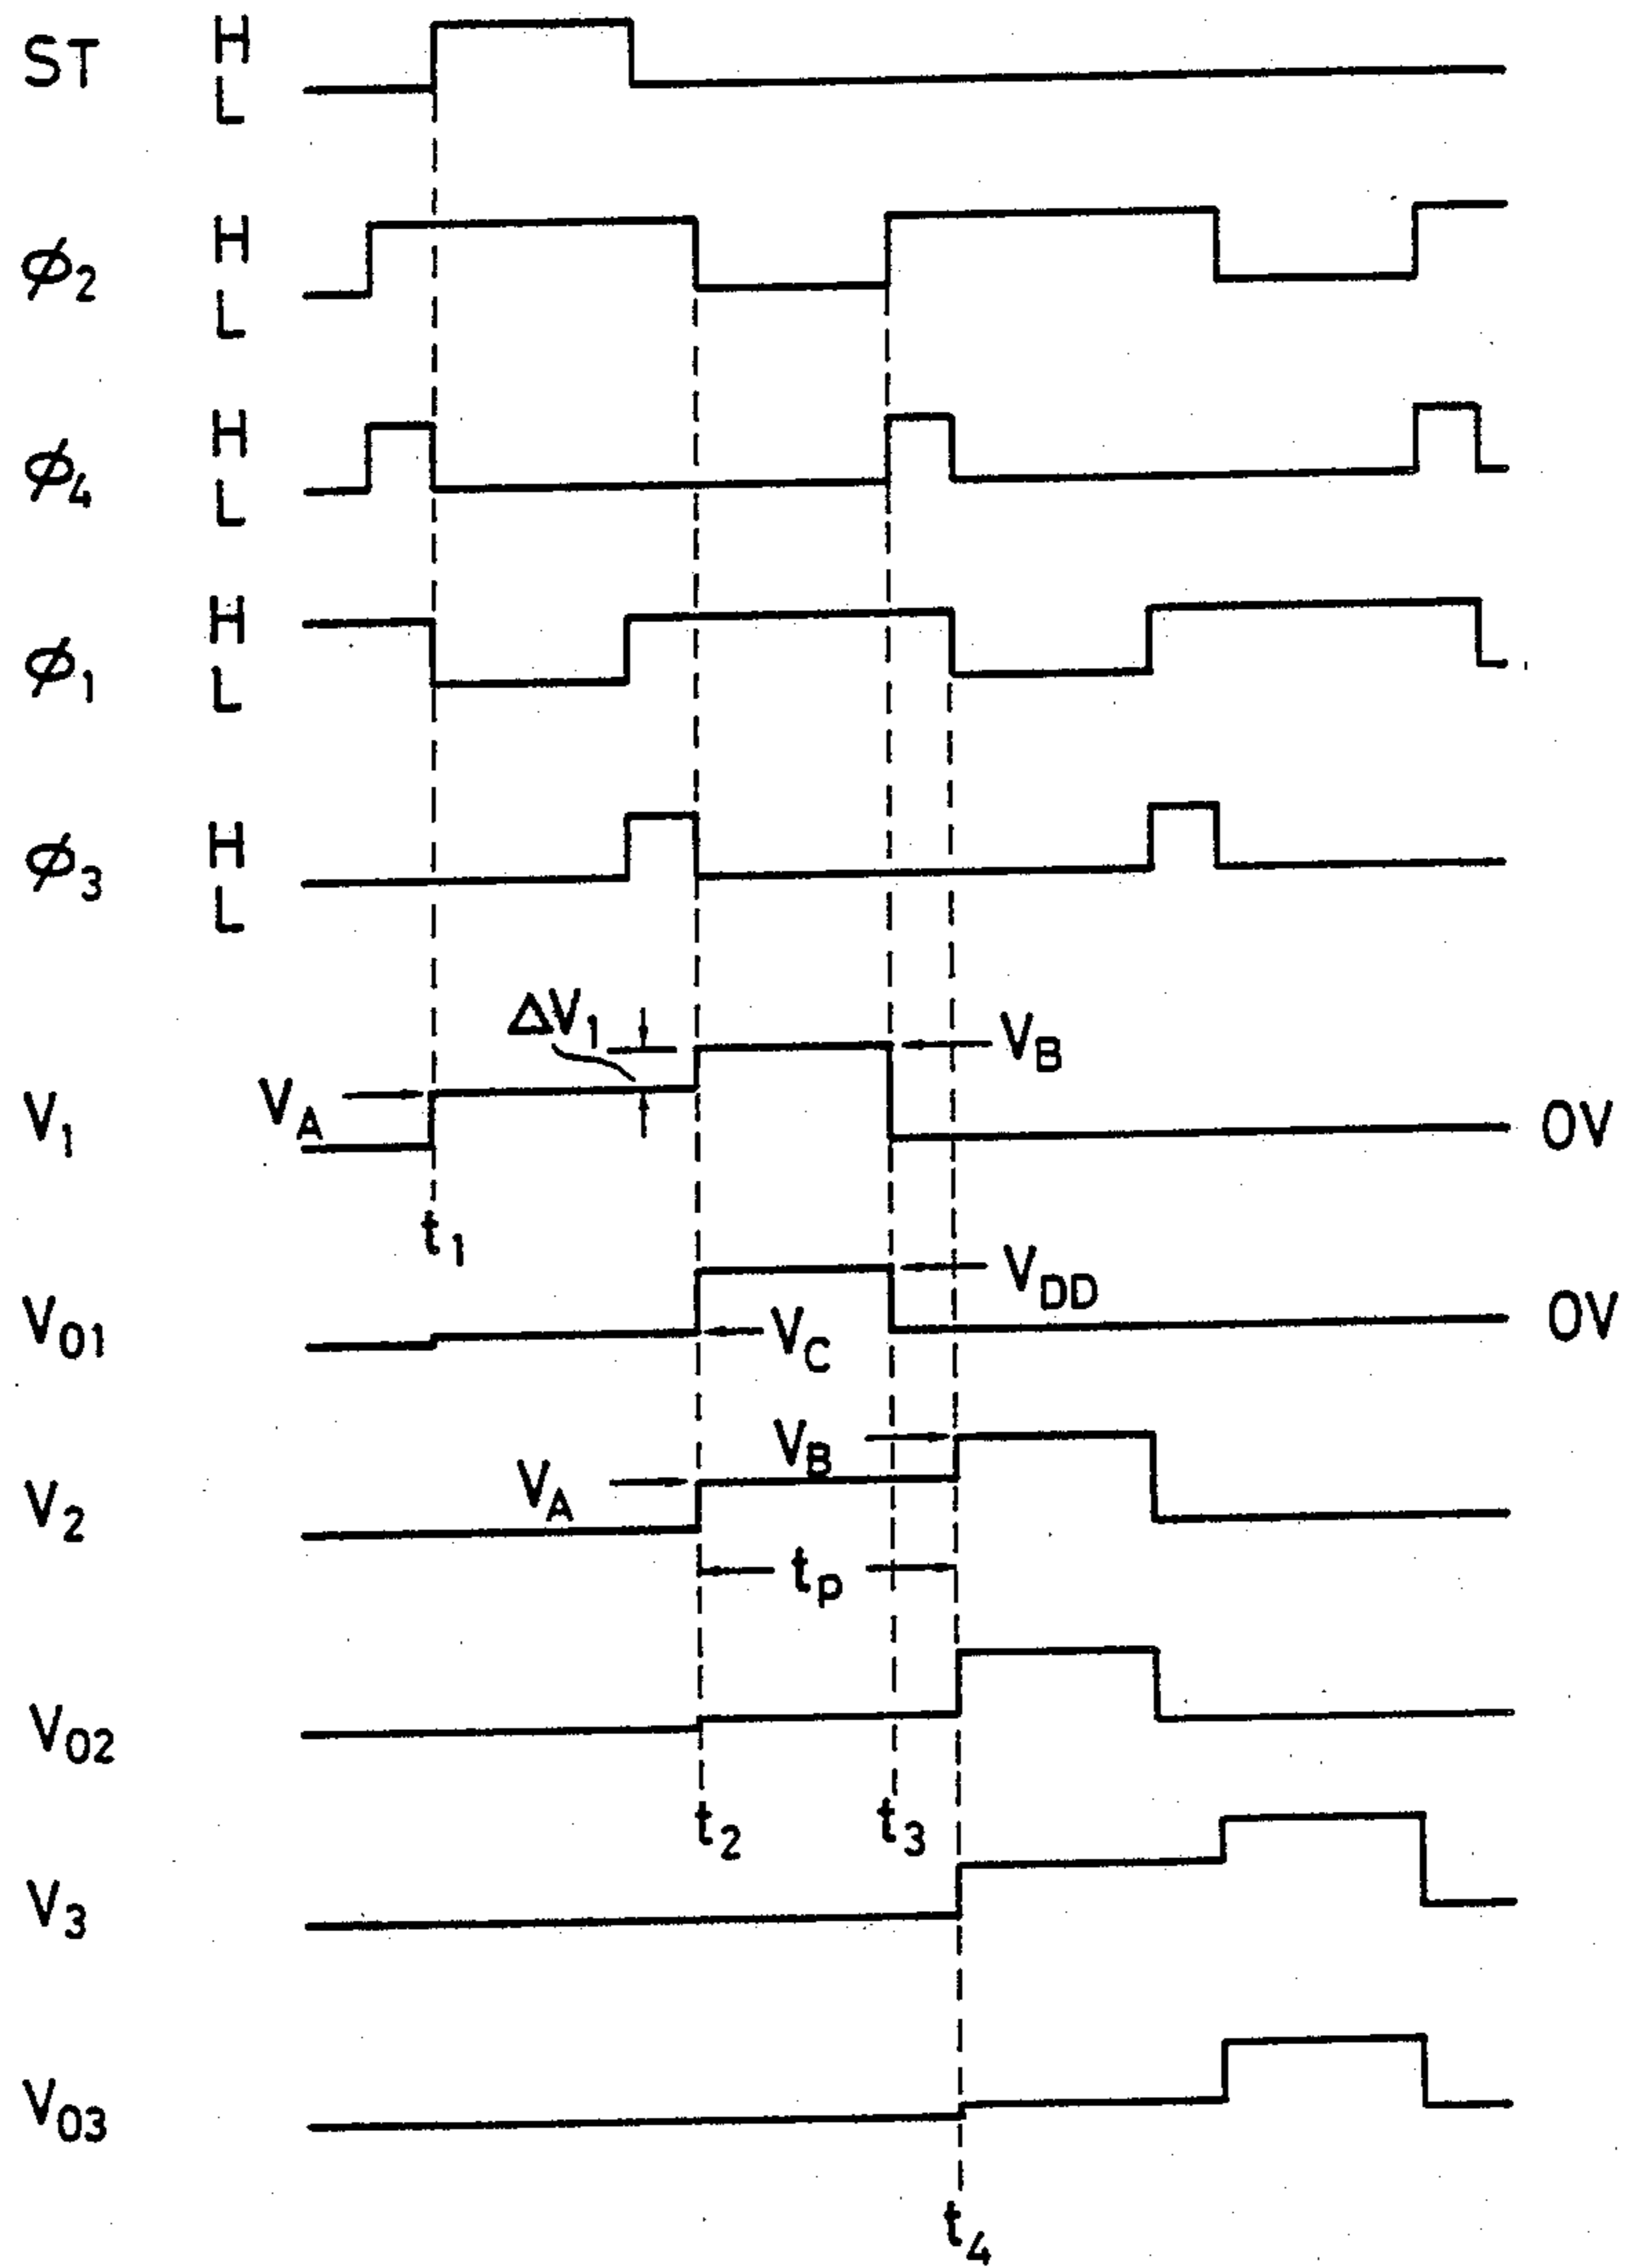 ST H
L
ϕ2 H
L
ϕ4 H
L
ϕ1 H
L
ϕ3 H
L
ΔV1 VB
V1 VA 0V
t1
V01 VDD VC 0V
V2 VA VB
tp
V02
t2 t3
V3
V03
t4